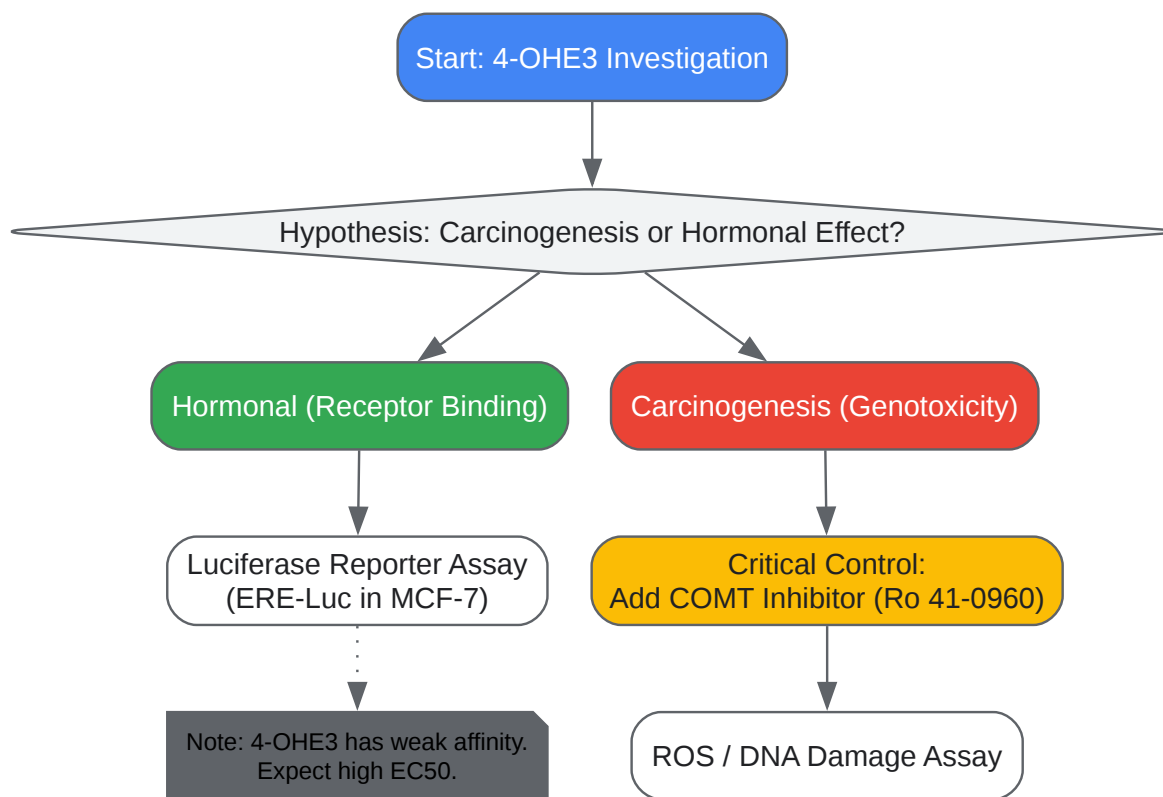 Start: 4-OHE3 Investigation
Hypothesis: Carcinogenesis or Hormonal Effect?
Hormonal (Receptor Binding)
Carcinogenesis (Genotoxicity)
Luciferase Reporter Assay
(ERE-Luc in MCF-7)
Critical Control:
Add COMT Inhibitor (Ro 41-0960)
Note: 4-OHE3 has weak affinity.
Expect high EC50.
ROS / DNA Damage Assay